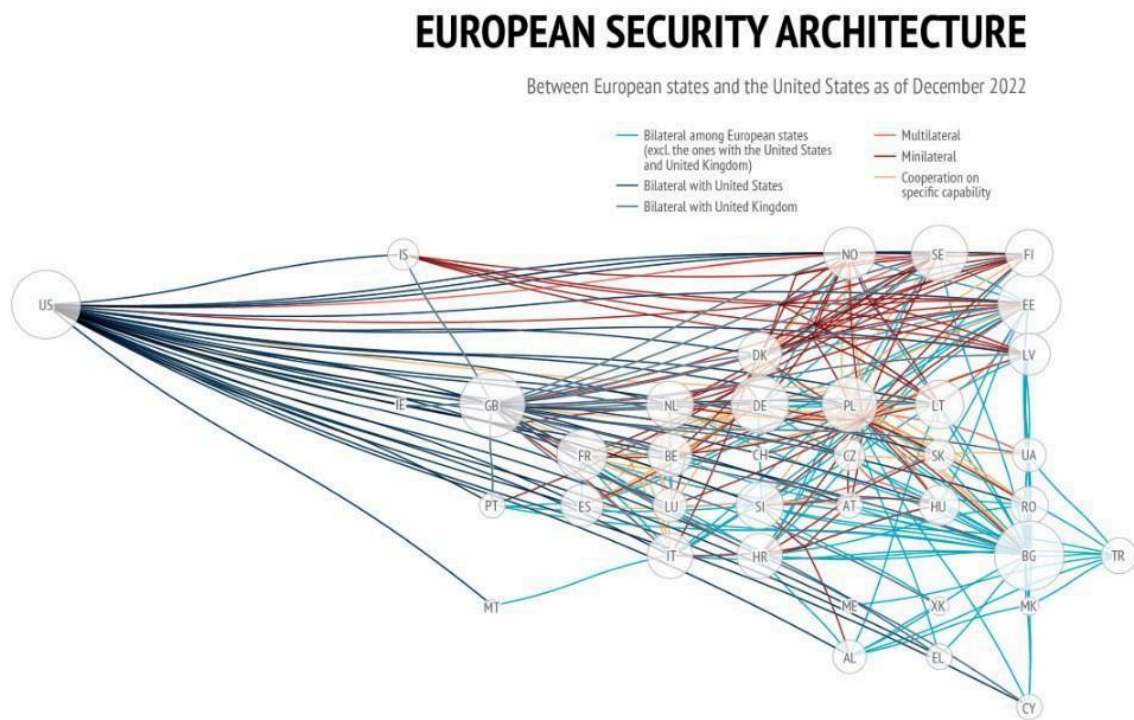 EUROPEAN SECURITY ARCHITECTURE
Between European states and the United States as of December 2022
Bilateral among European states
(excl. the ones with the United States
and United Kingdom)
Bilateral with United States
Bilateral with United Kingdom
Multilateral
Minilateral
Cooperation on
specific capability
IS NO SE FI
US EE
DK LV
IE GB NL DE PL LT
FR BE CH CZ SK UA
PT ES LU SI AT HU RO
IT HR BG TR
MT ME XK MK
AL EL
CY